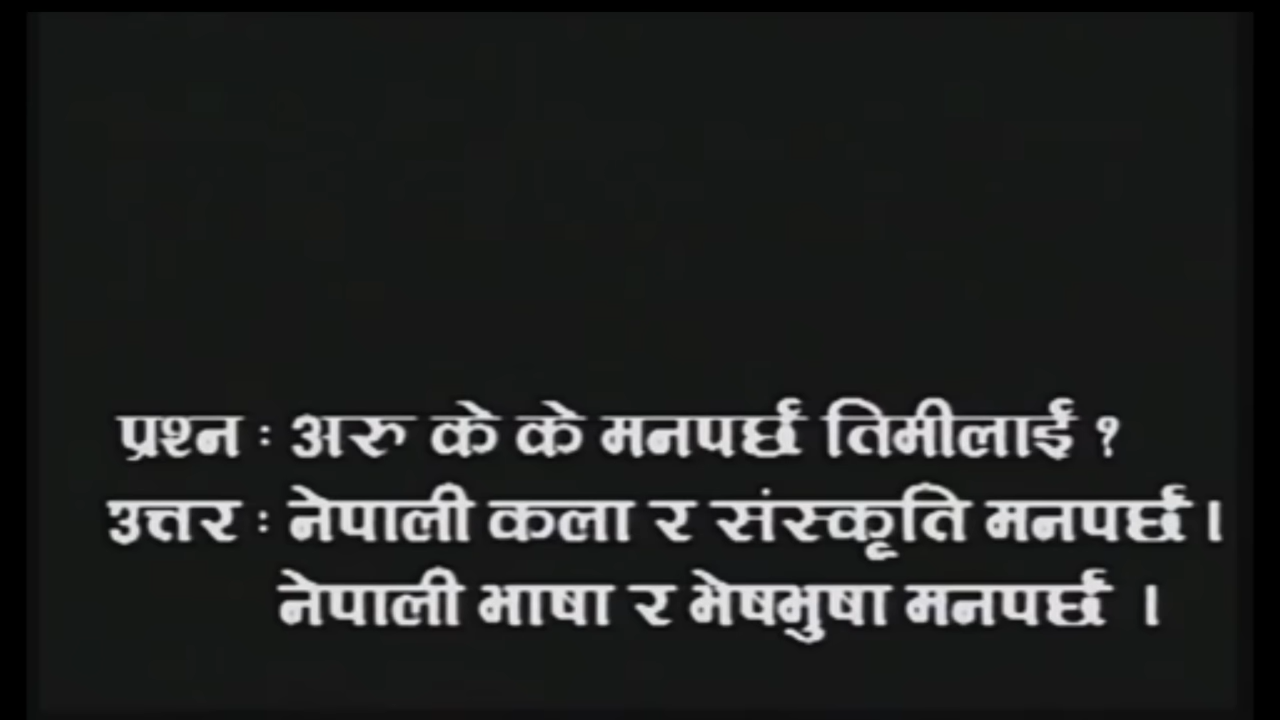 प्रश्न : अरु के के मनपर्छ तिमीलाई ?
उत्तर : नेपाली कला र संस्कृति मनपर्छ ।
नेपाली भाषा र भेषभुषा मनपर्छ ।